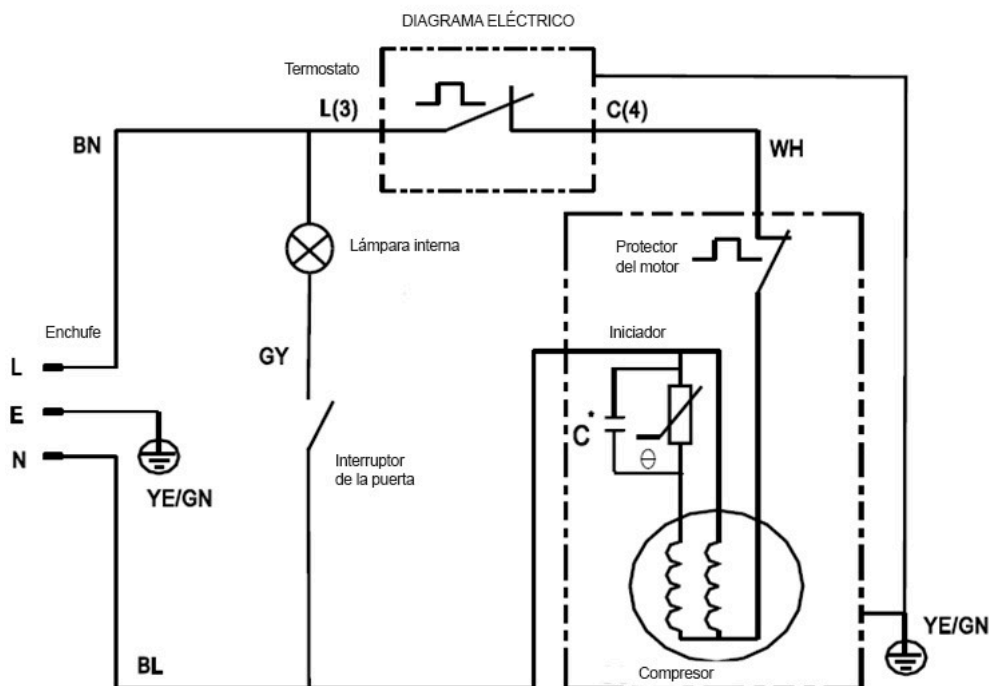 DIAGRAMA ELÉCTRICO
Termostato
L(3)
C(4)
BN
WH
Lámpara interna
Protector
del motor
Enchufe
Iniciador
L
GY
E
C*
N
Interruptor
de la puerta
θ
YE/GN
YE/GN
BL
Compresor